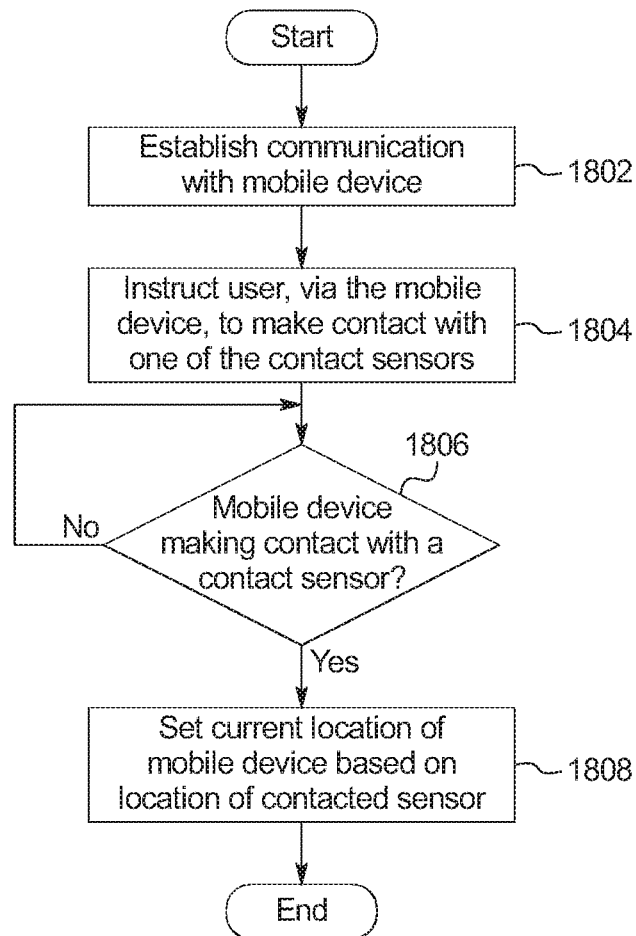 Start
Establish communication
with mobile device
1802
Instruct user, via the mobile
device, to make contact with
one of the contact sensors
1804
1806
Mobile device
making contact with a
contact sensor?
No
Yes
Set current location of
mobile device based on
location of contacted sensor
1808
End